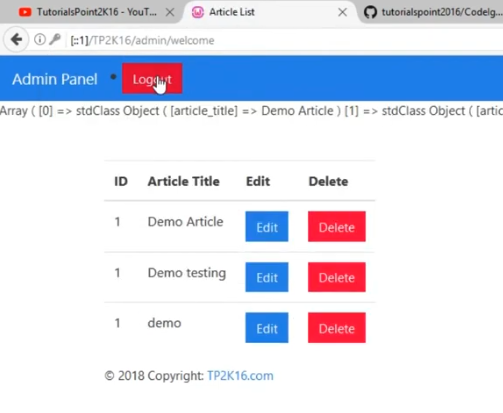 TutorialsPoint2K16 - YouT...
Article List
tutorialspoint2016/CodeIg...
[::1]/TP2K16/admin/welcome
Admin Panel
Logout
Array ( [0] => stdClass Object ( [article_title] => Demo Article ) [1] => stdClass Object ( [artic
ID Article Title Edit Delete
1 Demo Article Edit Delete
1 Demo testing Edit Delete
1 demo Edit Delete
© 2018 Copyright: TP2K16.com